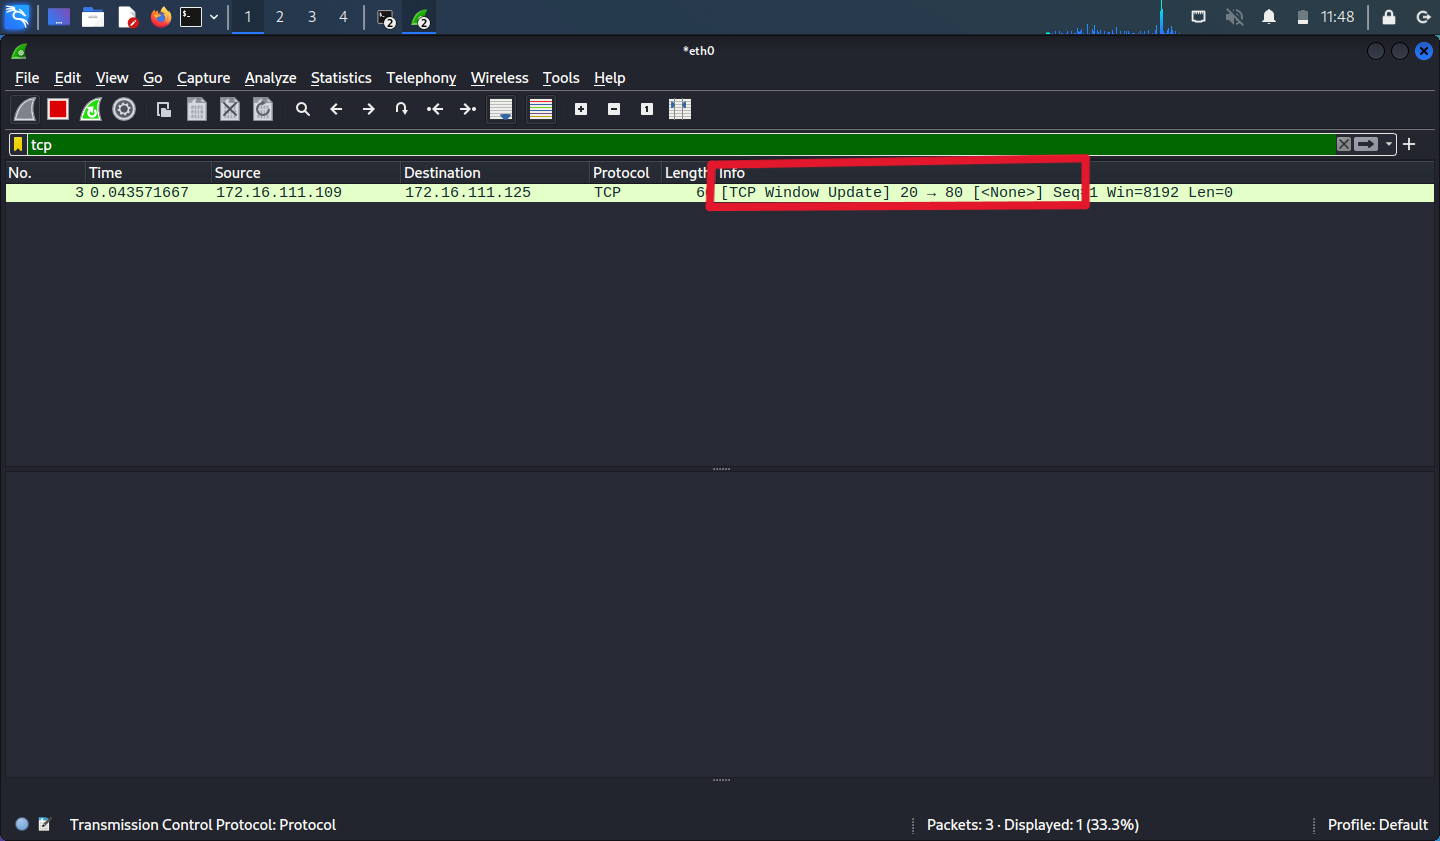 1 2 3 4 2 2 11:48
*eth0
File Edit View Go Capture Analyze Statistics Telephony Wireless Tools Help
tcp
No. Time Source Destination Protocol Length Info
3 0.043571667 172.16.111.109 172.16.111.125 TCP [TCP Window Update] 20 → 80 [<None>] Seq=1 Win=8192 Len=0
Transmission Control Protocol: Protocol Packets: 3 · Displayed: 1 (33.3%) Profile: Default